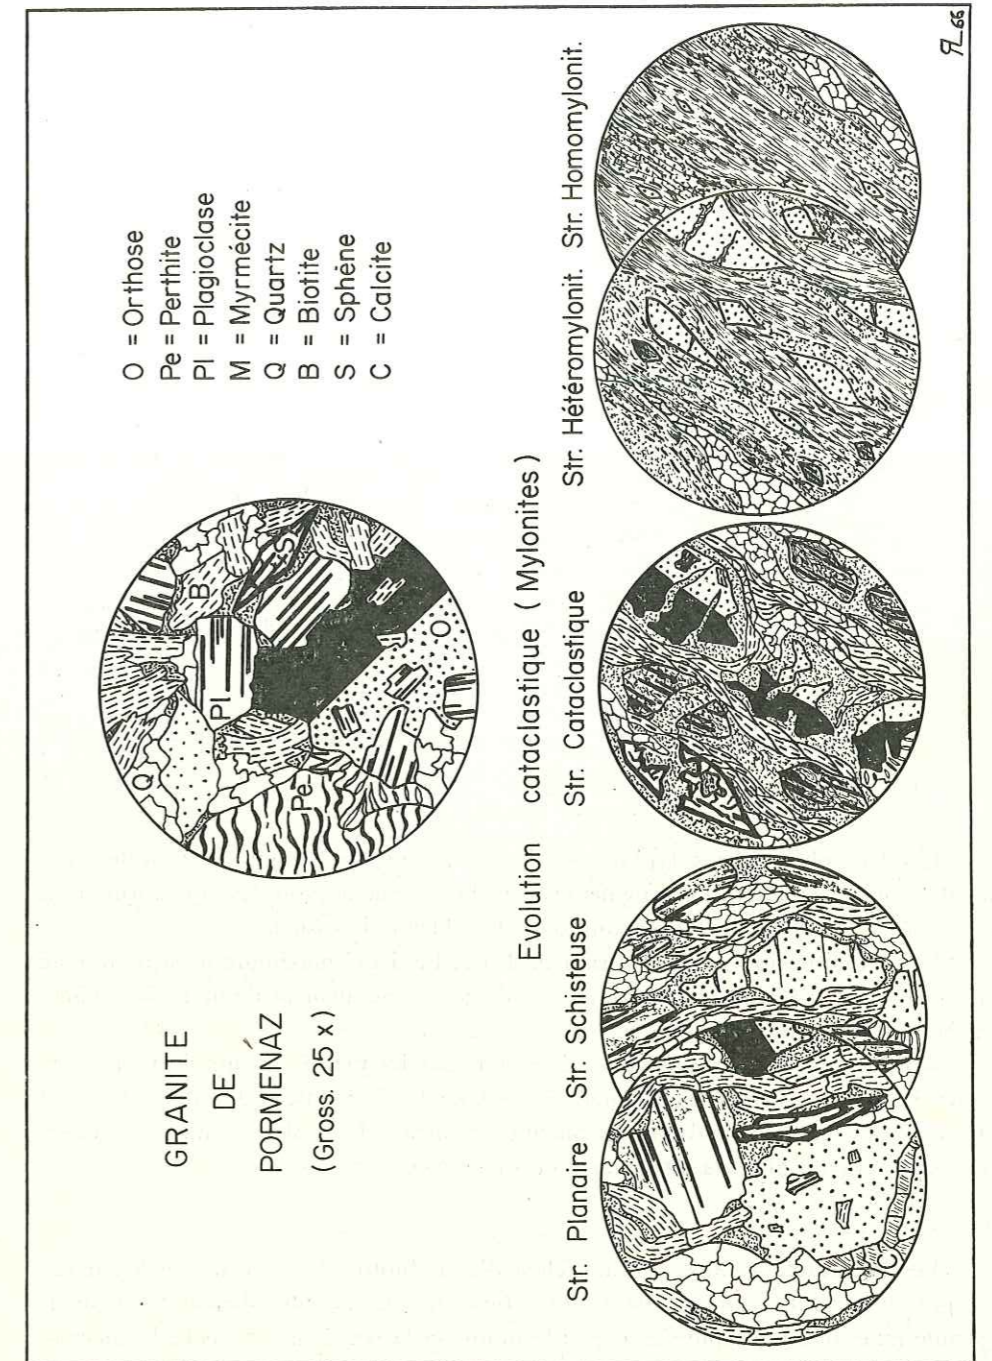 GRANITE
DE
PORMÉNAZ
(Gross. 25 x)
Q
Pl
B
S
Pe
M
O
O = Orthose
Pe = Perthite
Pl = Plagioclase
M = Myrmécite
Q = Quartz
B = Biotite
S = Sphène
C = Calcite
Evolution cataclastique (Mylonites)
Str. Planaire Str. Schisteuse Str. Cataclastique Str. Hétéromylonit. Str. Homomylonit.
C